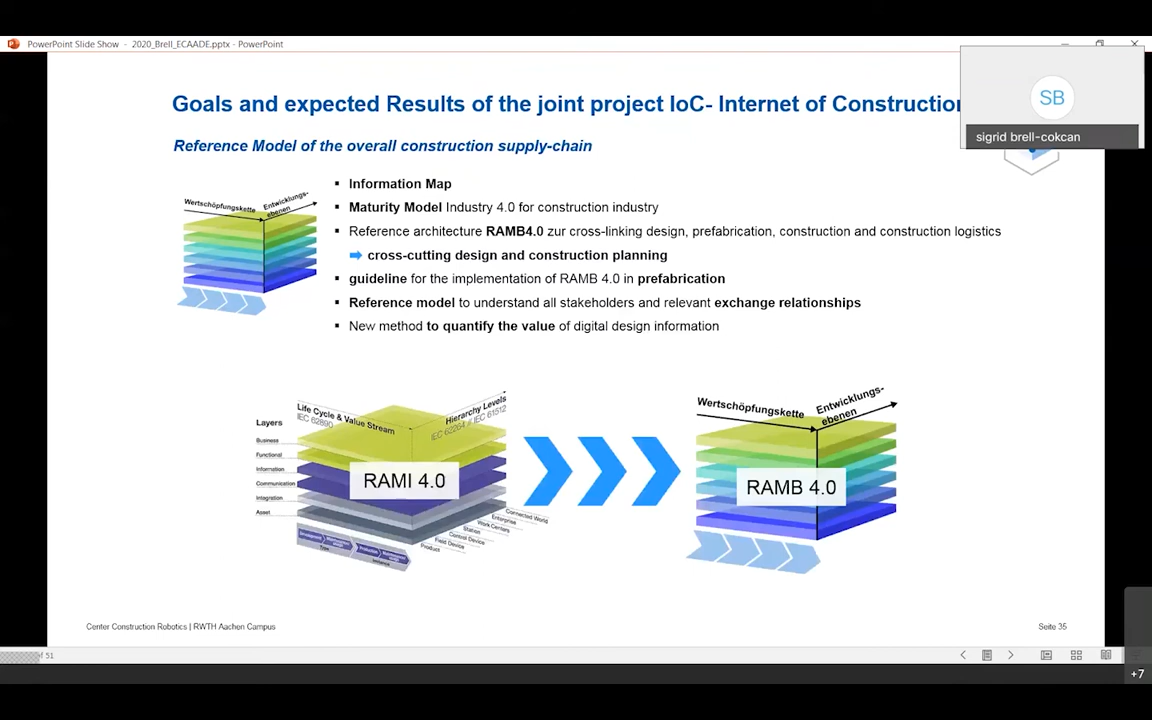 PowerPoint Slide Show - 2020_Brell_ECAADE.pptx - PowerPoint
SB
sigrid brell-cokcan
Goals and expected Results of the joint project IoC- Internet of Construction
Reference Model of the overall construction supply-chain
Wertschöpfungskette
Entwicklungs-
ebenen
▪ Information Map
▪ Maturity Model Industry 4.0 for construction industry
▪ Reference architecture RAMB4.0 zur cross-linking design, prefabrication, construction and construction logistics
cross-cutting design and construction planning
▪ guideline for the implementation of RAMB 4.0 in prefabrication
▪ Reference model to understand all stakeholders and relevant exchange relationships
▪ New method to quantify the value of digital design information
Life Cycle & Value Stream
IEC 62890
Hierarchy Levels
IEC 62264 // IEC 61512
Layers
Business
Functional
Information
Communication
Integration
Asset
RAMI 4.0
Connected World
Enterprise
Work Centers
Station
Control Device
Field Device
Product
Development
Production
Type
Instance
Wertschöpfungskette
Entwicklungs-
ebenen
RAMB 4.0
Center Construction Robotics | RWTH Aachen Campus
Seite 35
of 51
+7